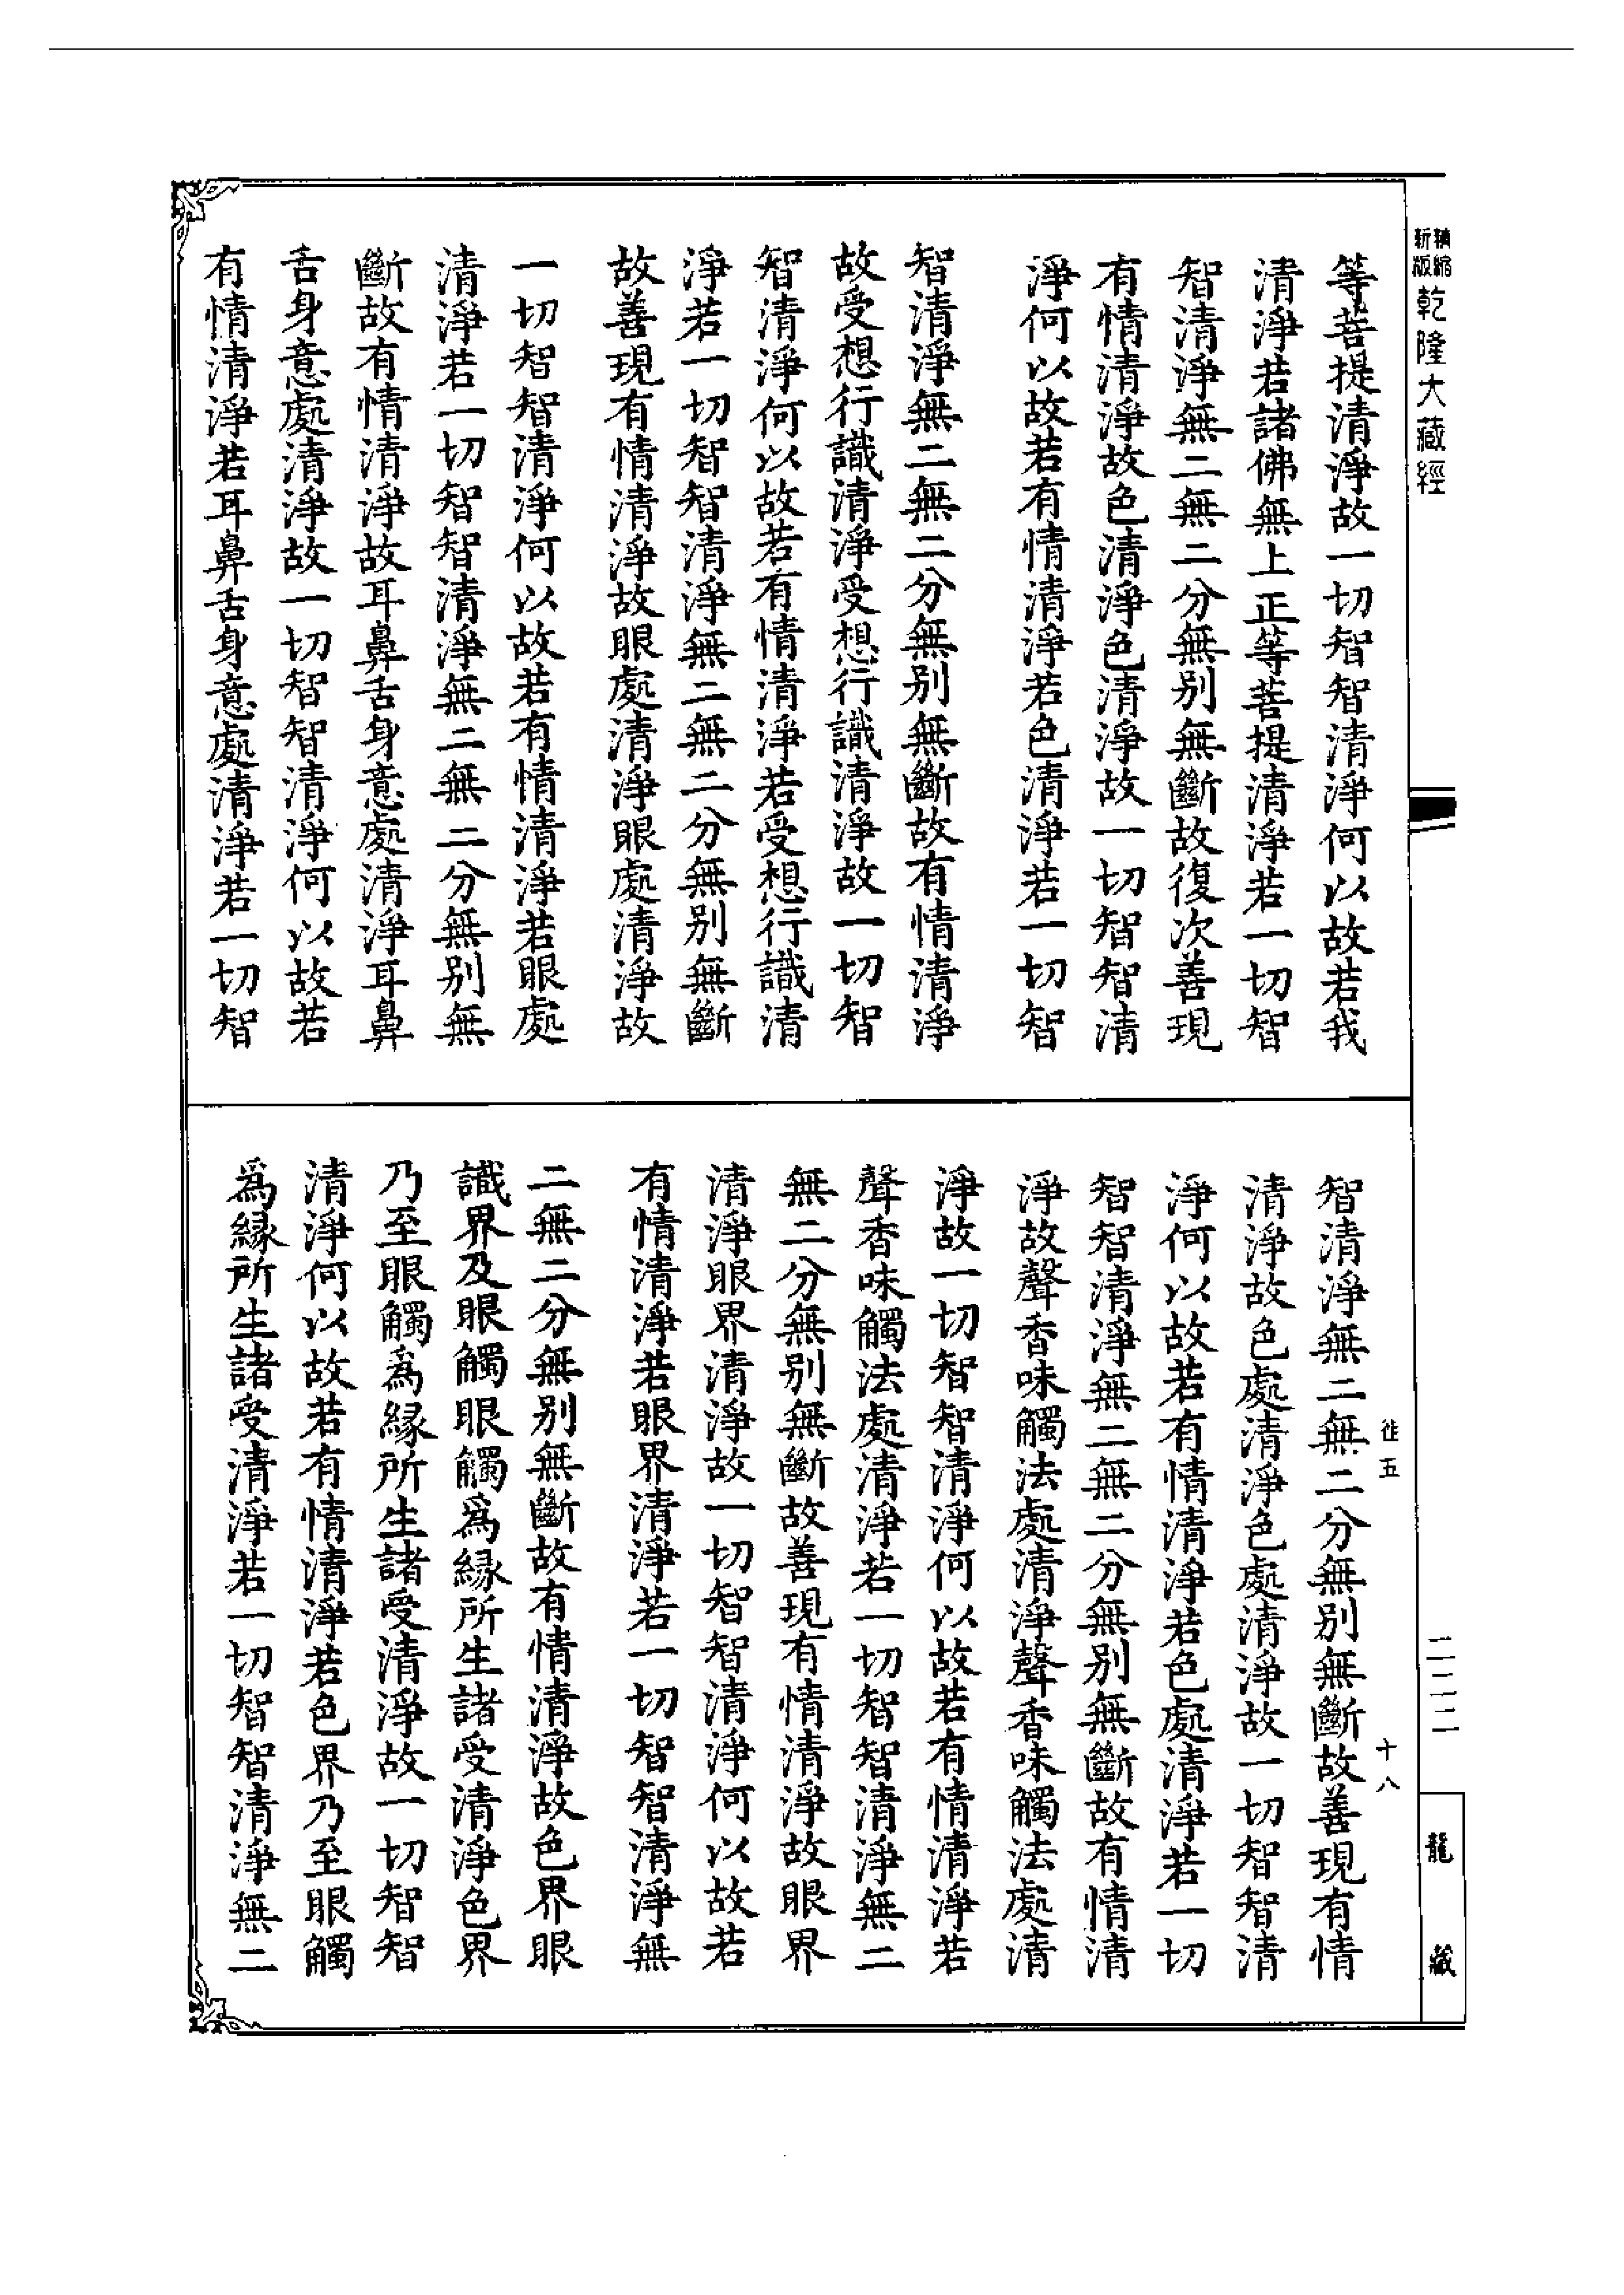 新版精縮乾隆大藏經
等菩提清淨故一切智智清淨何以故若我
清淨若諸佛無上正等菩提清淨若一切智
智清淨無二無二分無別無斷故復次善現
有情清淨故色清淨色清淨故一切智智清
淨何以故若有情清淨若色清淨若一切智
智清淨無二無二分無別無斷故有情清淨
故受想行識清淨受想行識清淨故一切智
智清淨何以故若有情清淨若受想行識清
淨若一切智智清淨無二無二分無別無斷
故善現有情清淨故眼處清淨眼處清淨故
一切智智清淨何以故若有情清淨若眼處
清淨若一切智智清淨無二無二分無別無
斷故有情清淨故耳鼻舌身意處清淨耳鼻
舌身意處清淨故一切智智清淨何以故若
有情清淨若耳鼻舌身意處清淨若一切智
智清淨無二無二分無別無斷故善現有情
清淨故色處清淨色處清淨故一切智智清
淨何以故若有情清淨若色處清淨若一切
智智清淨無二無二分無別無斷故有情清
淨故聲香味觸法處清淨聲香味觸法處清
淨故一切智智清淨何以故若有情清淨若
聲香味觸法處清淨若一切智智清淨無二
無二分無別無斷故善現有情清淨故眼界
清淨眼界清淨故一切智智清淨何以故若
有情清淨若眼界清淨若一切智智清淨無
二無二分無別無斷故有情清淨故色界眼
識界及眼觸眼觸爲緣所生諸受清淨色界
乃至眼觸爲緣所生諸受清淨故一切智智
清淨何以故若有情清淨若色界乃至眼觸
爲緣所生諸受清淨若一切智智清淨無二
五
十八
二二二
龍藏